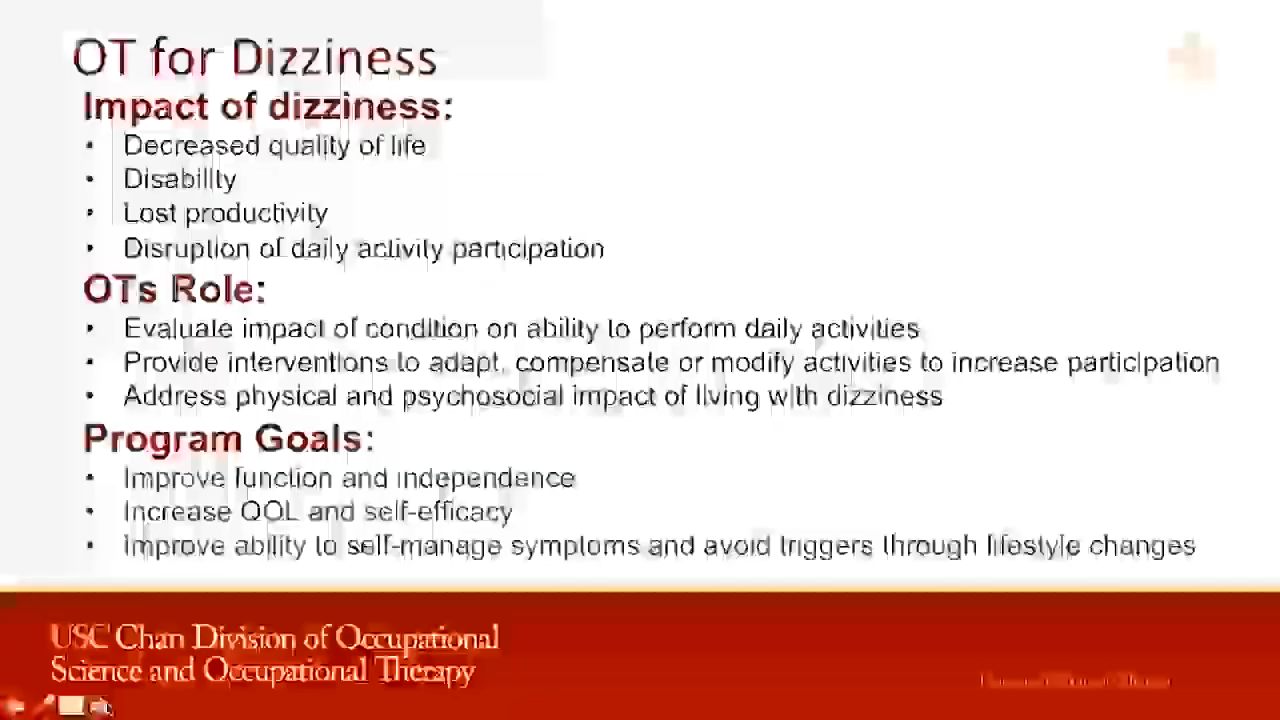 OT for Dizziness
Impact of dizziness:
• Decreased quality of life
• Disability
• Lost productivity
• Disruption of daily activity participation
OTs Role:
• Evaluate impact of condition on ability to perform daily activities
• Provide interventions to adapt, compensate or modify activities to increase participation
• Address physical and psychosocial impact of living with dizziness
Program Goals:
• Improve function and independence
• Increase QOL and self-efficacy
• Improve ability to self-manage symptoms and avoid triggers through lifestyle changes
USC Chan Division of Occupational
Science and Occupational Therapy